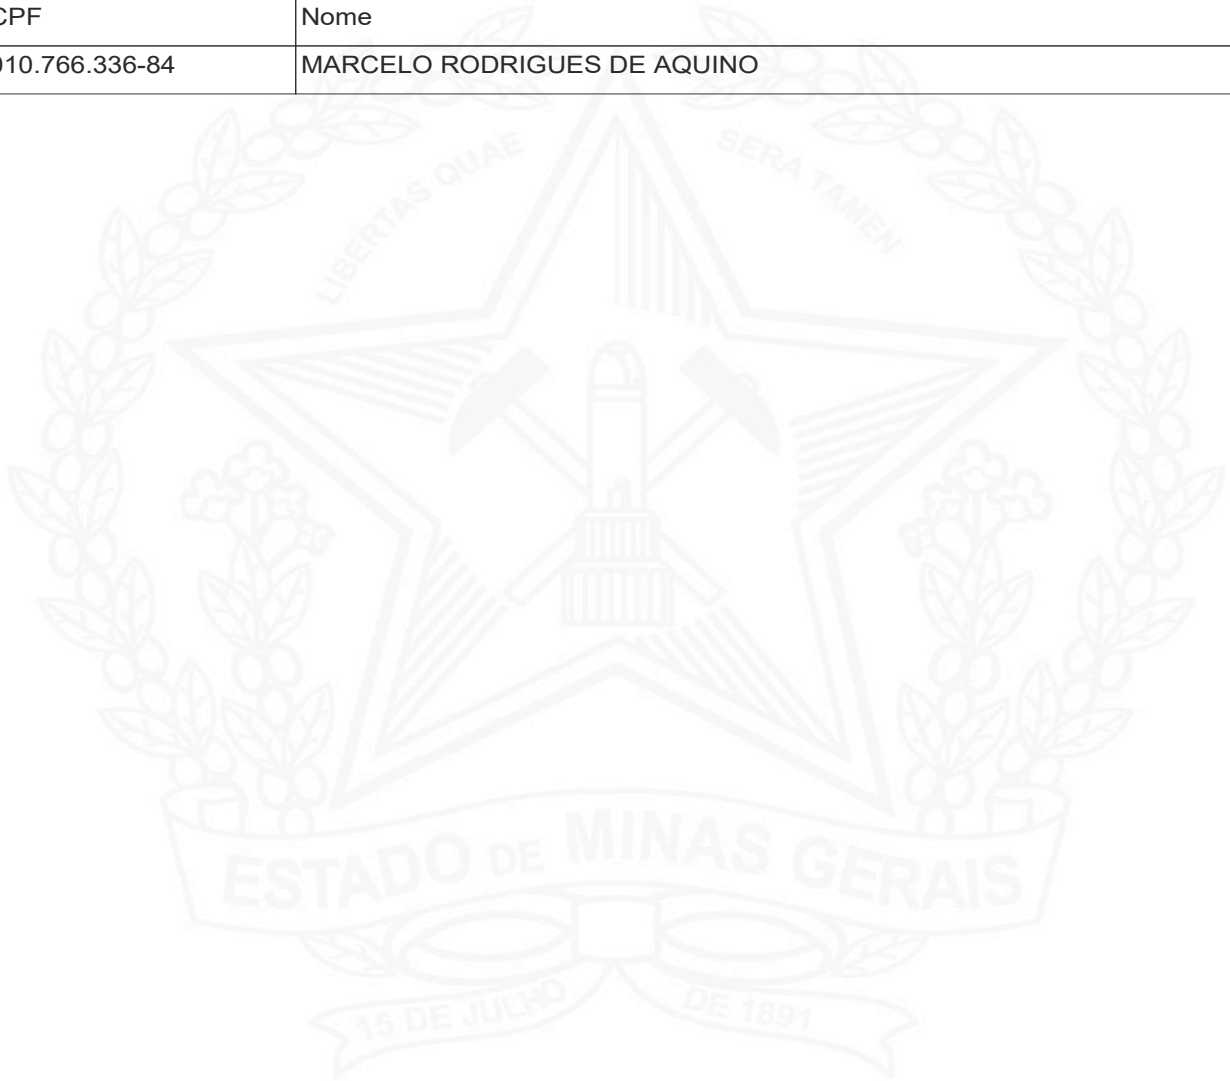 CPF Nome
010.766.336-84 MARCELO RODRIGUES DE AQUINO
LIBERTAS QUAE SERA TAMEN
ESTADO DE MINAS GERAIS
15 DE JULHO DE 1891